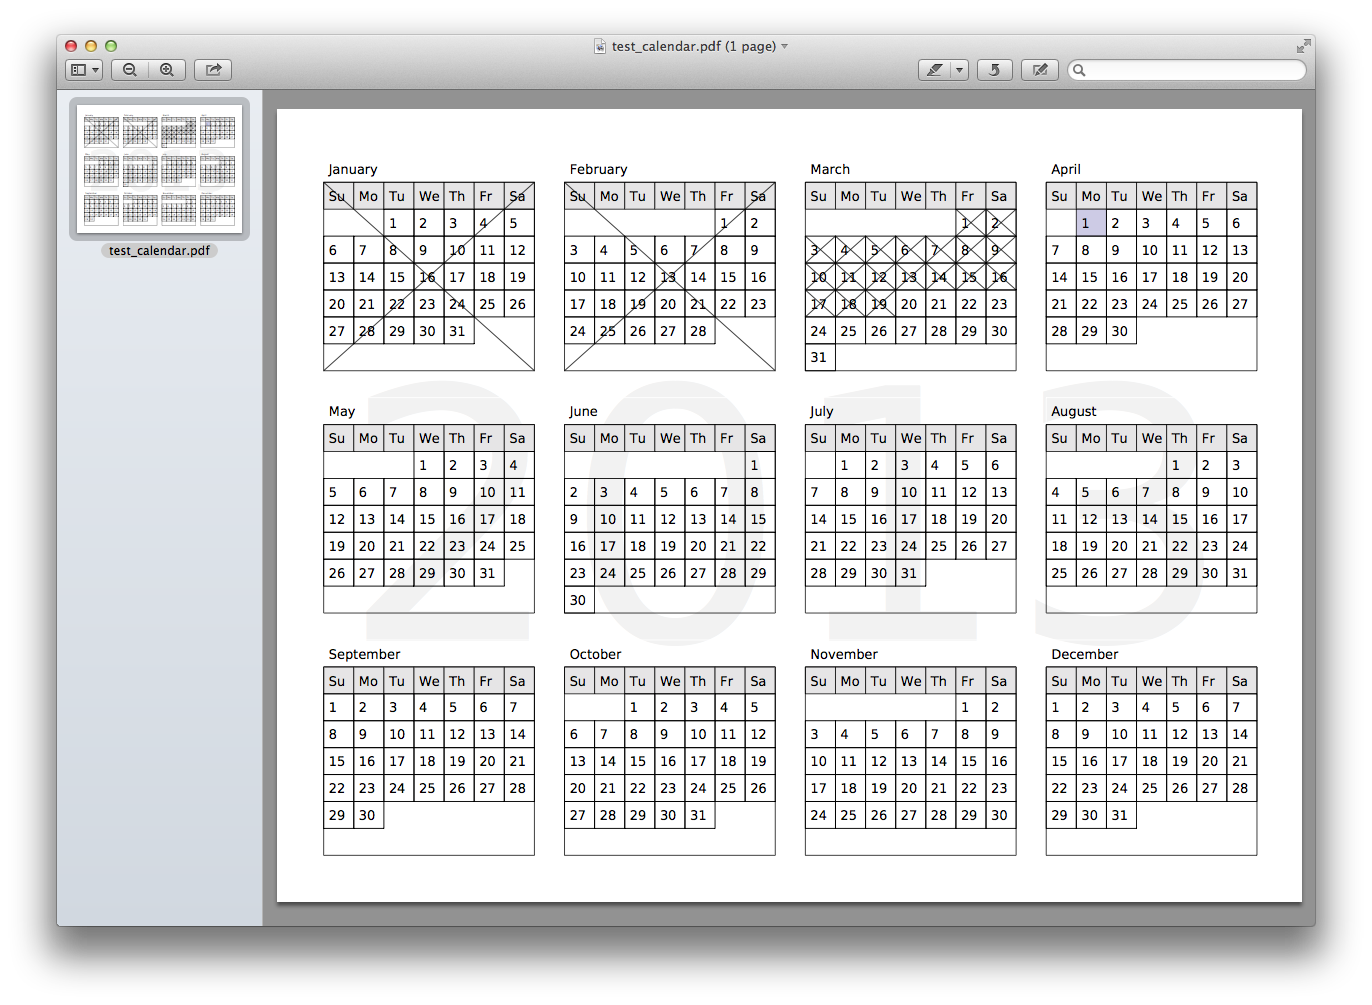 test_calendar.pdf (1 page)
test_calendar.pdf
2013
January
Su Mo Tu We Th Fr Sa
1 2 3 4 5
6 7 8 9 10 11 12
13 14 15 16 17 18 19
20 21 22 23 24 25 26
27 28 29 30 31
February
Su Mo Tu We Th Fr Sa
1 2
3 4 5 6 7 8 9
10 11 12 13 14 15 16
17 18 19 20 21 22 23
24 25 26 27 28
March
Su Mo Tu We Th Fr Sa
1 2
3 4 5 6 7 8 9
10 11 12 13 14 15 16
17 18 19 20 21 22 23
24 25 26 27 28 29 30
31
April
Su Mo Tu We Th Fr Sa
1 2 3 4 5 6
7 8 9 10 11 12 13
14 15 16 17 18 19 20
21 22 23 24 25 26 27
28 29 30
May
Su Mo Tu We Th Fr Sa
1 2 3 4
5 6 7 8 9 10 11
12 13 14 15 16 17 18
19 20 21 22 23 24 25
26 27 28 29 30 31
June
Su Mo Tu We Th Fr Sa
1
2 3 4 5 6 7 8
9 10 11 12 13 14 15
16 17 18 19 20 21 22
23 24 25 26 27 28 29
30
July
Su Mo Tu We Th Fr Sa
1 2 3 4 5 6
7 8 9 10 11 12 13
14 15 16 17 18 19 20
21 22 23 24 25 26 27
28 29 30 31
August
Su Mo Tu We Th Fr Sa
1 2 3
4 5 6 7 8 9 10
11 12 13 14 15 16 17
18 19 20 21 22 23 24
25 26 27 28 29 30 31
September
Su Mo Tu We Th Fr Sa
1 2 3 4 5 6 7
8 9 10 11 12 13 14
15 16 17 18 19 20 21
22 23 24 25 26 27 28
29 30
October
Su Mo Tu We Th Fr Sa
1 2 3 4 5
6 7 8 9 10 11 12
13 14 15 16 17 18 19
20 21 22 23 24 25 26
27 28 29 30 31
November
Su Mo Tu We Th Fr Sa
1 2
3 4 5 6 7 8 9
10 11 12 13 14 15 16
17 18 19 20 21 22 23
24 25 26 27 28 29 30
December
Su Mo Tu We Th Fr Sa
1 2 3 4 5 6 7
8 9 10 11 12 13 14
15 16 17 18 19 20 21
22 23 24 25 26 27 28
29 30 31